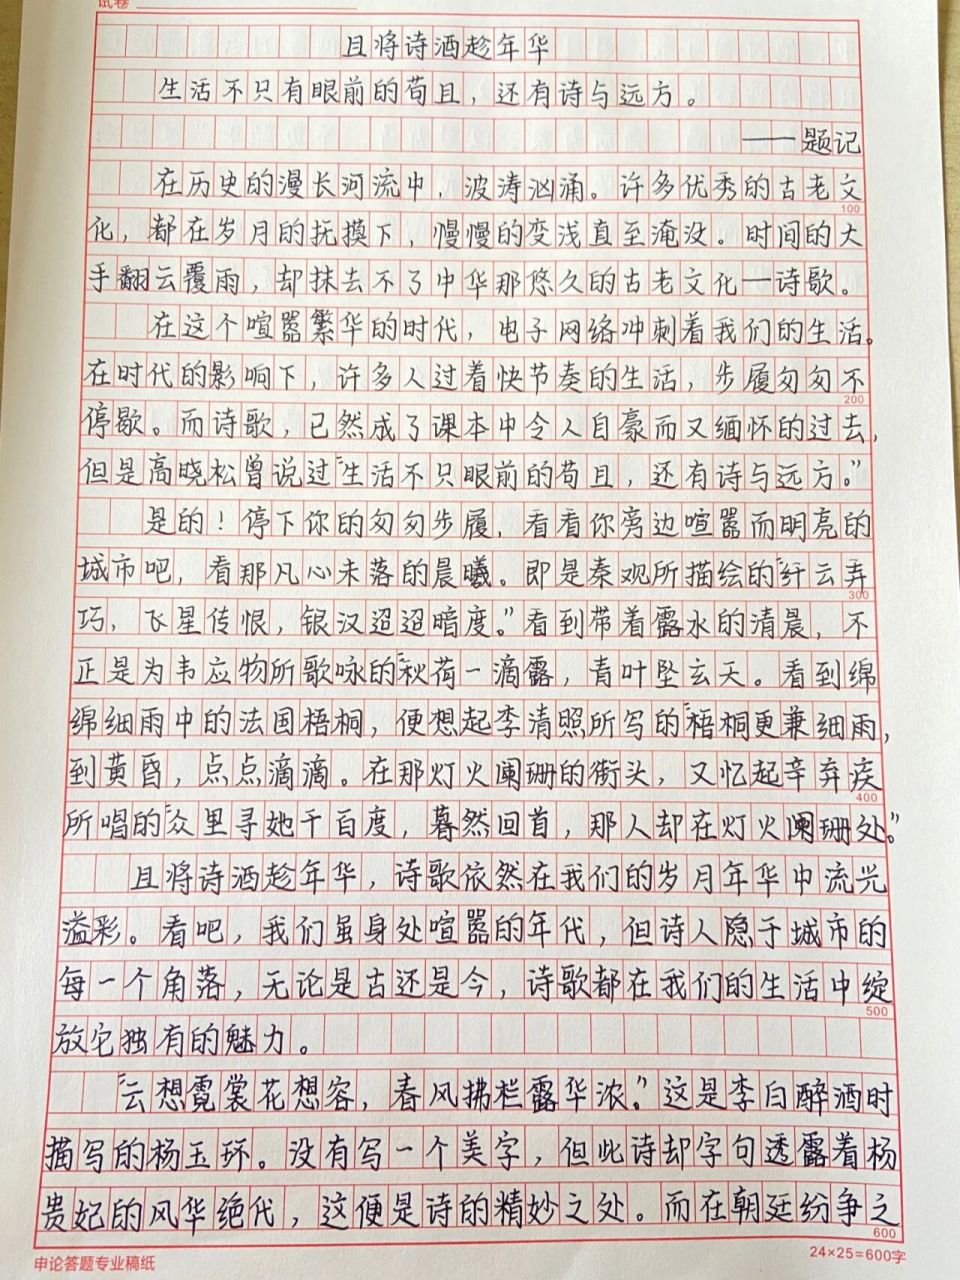 试卷
且将诗酒趁年华
生活不只有眼前的苟且，还有诗与远方。
——题记
在历史的漫长河流中，波涛汹涌。许多优秀的古老文
100
化，都在岁月的抚摸下，慢慢的变浅直至淹没。时间的大
手翻云覆雨，却抹去不了中华那悠久的古老文化一诗歌。
在这个喧嚣繁华的时代，电子网络冲刺着我们的生活。
在时代的影响下，许多人过着快节奏的生活，步履匆匆不
200
停歇。而诗歌，已然成了课本中令人自豪而又缅怀的过去，
但是高晓松曾说过“生活不只眼前的苟且，还有诗与远方。”
是的！停下你的匆匆步履，看看你旁边喧嚣而明亮的
城市吧，看那凡心未落的晨曦。即是秦观所描绘的“纤云弄
300
巧，飞星传恨，银汉迢迢暗度。”看到带着露水的清晨，不
正是为韦应物所歌咏的“秋荷一滴露，青叶坠玄天。看到绵
绵细雨中的法国梧桐，便想起李清照所写的“梧桐更兼细雨，
到黄昏，点点滴滴。在那灯火阑珊的街头，又忆起辛弃疾
400
所唱的“众里寻她千百度，蓦然回首，那人却在灯火阑珊处。”
且将诗酒趁年华，诗歌依然在我们的岁月年华中流光
溢彩。看吧，我们虽身处喧嚣的年代，但诗人隐于城市的
每一个角落，无论是古还是今，诗歌都在我们的生活中绽
500
放它独有的魅力。
“云想霓裳花想容，春风拂栏露华浓。”这是李白醉酒时
描写的杨玉环。没有写一个美字，但此诗却字句透露着杨
贵妃的风华绝代，这便是诗的精妙之处。而在朝廷纷争之
600
申论答题专业稿纸
24×25=600字